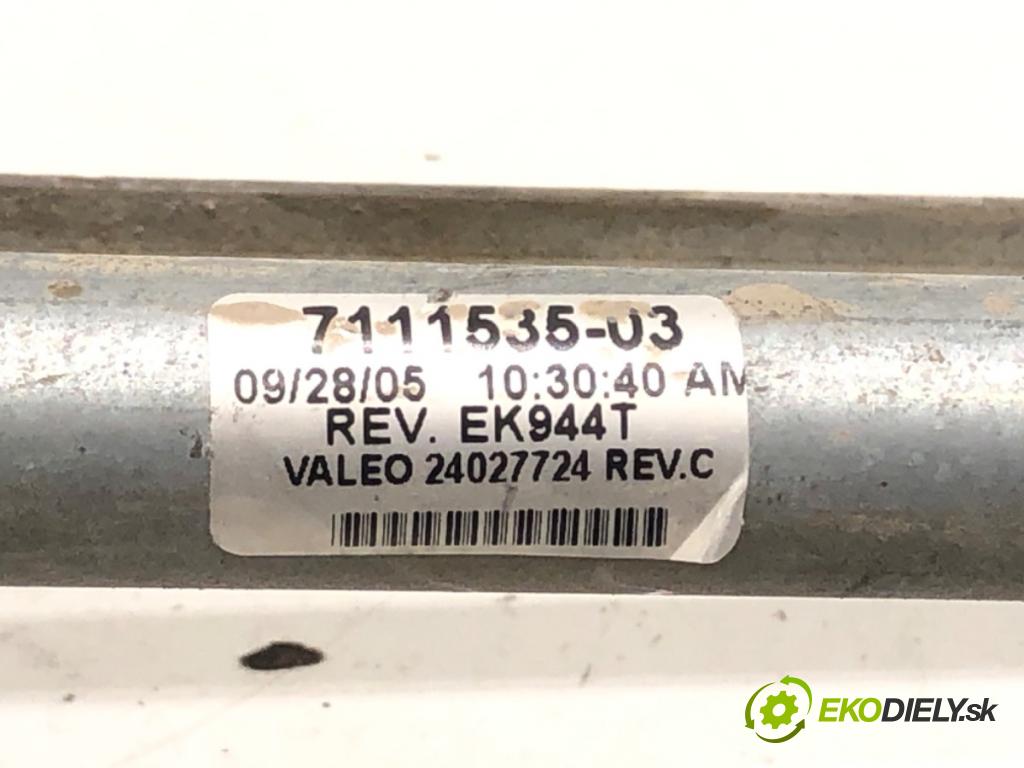 7111535-03
09/28/05 10:30:40 AM
REV. EK944T
VALEO 24027724 REV.C
EKODIELY.sk